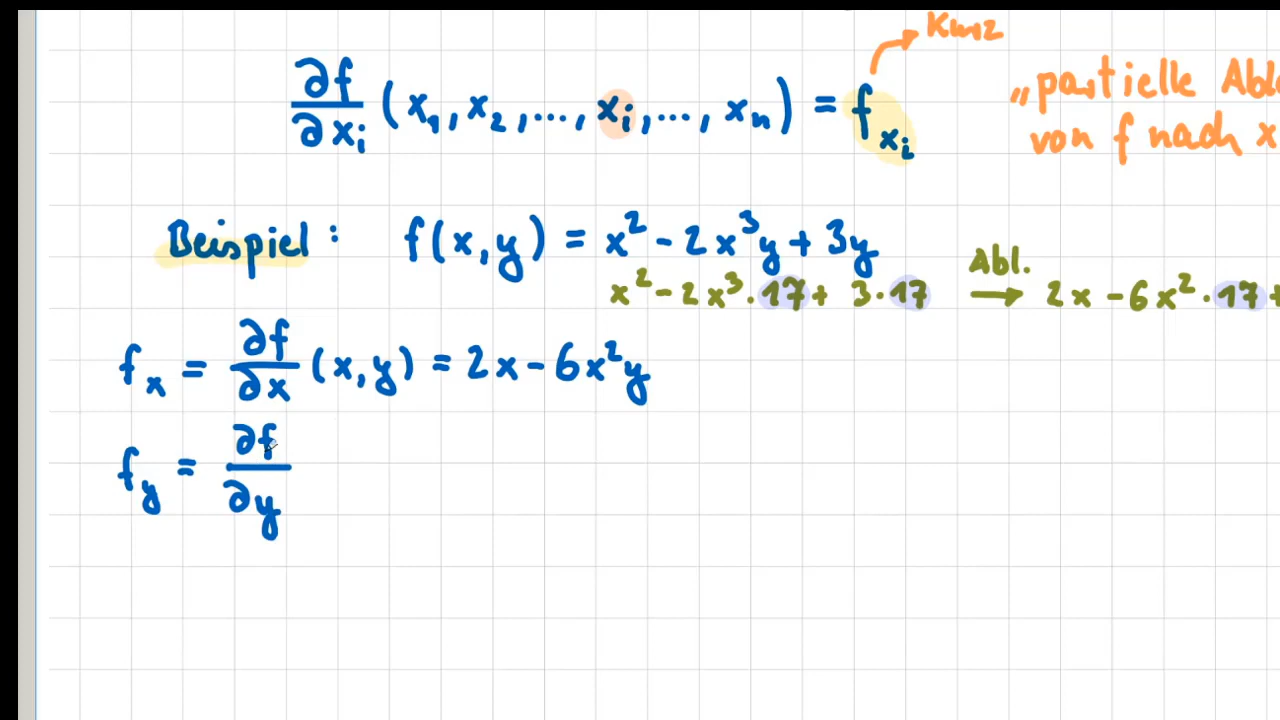 Kurz
∂f/∂xᵢ (x₁, x₂, ..., xᵢ, ..., xₙ) = f_xᵢ
„partielle Abl
von f nach x
Beispiel: f(x,y) = x² - 2x³y + 3y
x² - 2x³ · 17 + 3 · 17 Abl. → 2x - 6x² · 17 +
f_x = ∂f/∂x (x,y) = 2x - 6x²y
f_y = ∂f/∂y